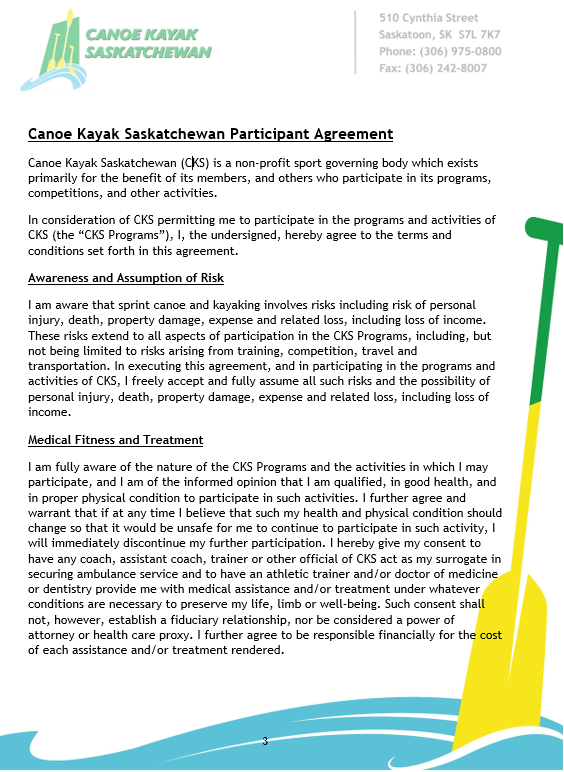 CANOE KAYAK
SASKATCHEWAN
510 Cynthia Street
Saskatoon, SK  S7L 7K7
Phone: (306) 975-0800
Fax: (306) 242-8007
Canoe Kayak Saskatchewan Participant Agreement
Canoe Kayak Saskatchewan (CKS) is a non-profit sport governing body which exists
primarily for the benefit of its members, and others who participate in its programs,
competitions, and other activities.
In consideration of CKS permitting me to participate in the programs and activities of
CKS (the “CKS Programs”), I, the undersigned, hereby agree to the terms and
conditions set forth in this agreement.
Awareness and Assumption of Risk
I am aware that sprint canoe and kayaking involves risks including risk of personal
injury, death, property damage, expense and related loss, including loss of income.
These risks extend to all aspects of participation in the CKS Programs, including, but
not being limited to risks arising from training, competition, travel and
transportation. In executing this agreement, and in participating in the programs and
activities of CKS, I freely accept and fully assume all such risks and the possibility of
personal injury, death, property damage, expense and related loss, including loss of
income.
Medical Fitness and Treatment
I am fully aware of the nature of the CKS Programs and the activities in which I may
participate, and I am of the informed opinion that I am qualified, in good health, and
in proper physical condition to participate in such activities. I further agree and
warrant that if at any time I believe that such my health and physical condition should
change so that it would be unsafe for me to continue to participate in such activity, I
will immediately discontinue my further participation. I hereby give my consent to
have any coach, assistant coach, trainer or other official of CKS act as my surrogate in
securing ambulance service and to have an athletic trainer and/or doctor of medicine
or dentistry provide me with medical assistance and/or treatment under whatever
conditions are necessary to preserve my life, limb or well-being. Such consent shall
not, however, establish a fiduciary relationship, nor be considered a power of
attorney or health care proxy. I further agree to be responsible financially for the cost
of each assistance and/or treatment rendered.
3